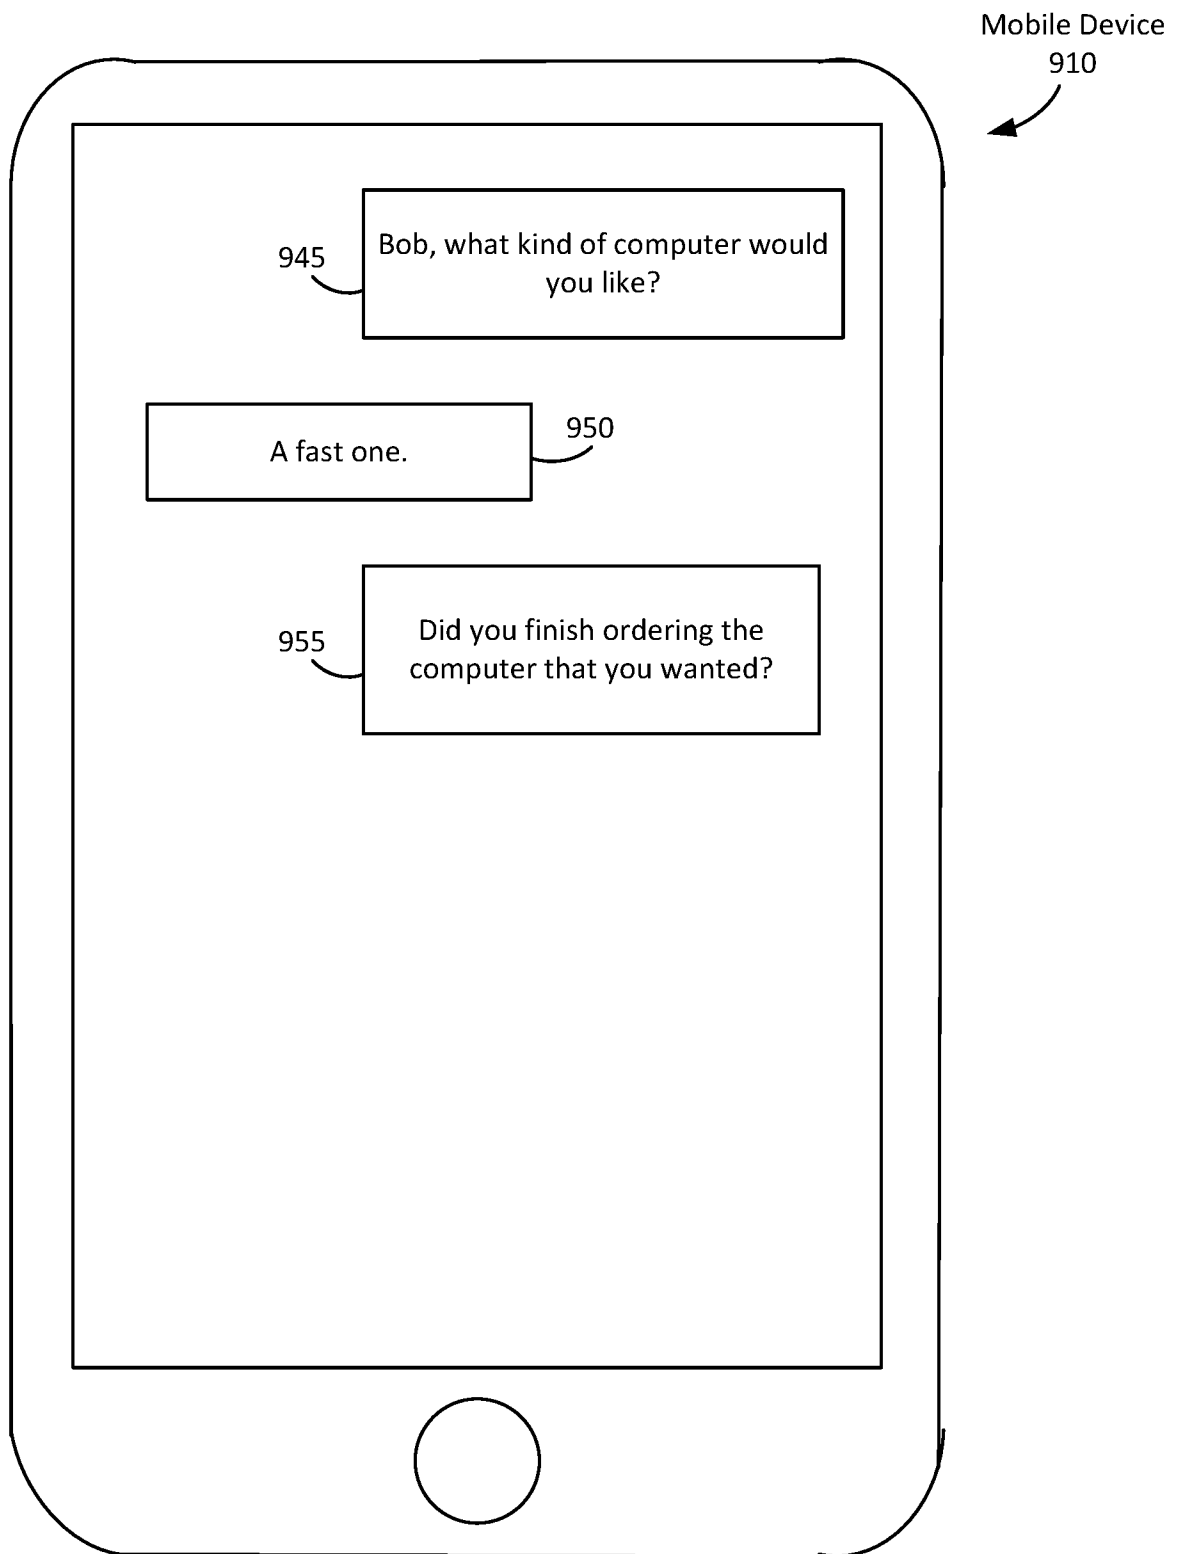 Mobile Device
910
Bob, what kind of computer would
you like?
945
A fast one.
950
Did you finish ordering the
computer that you wanted?
955